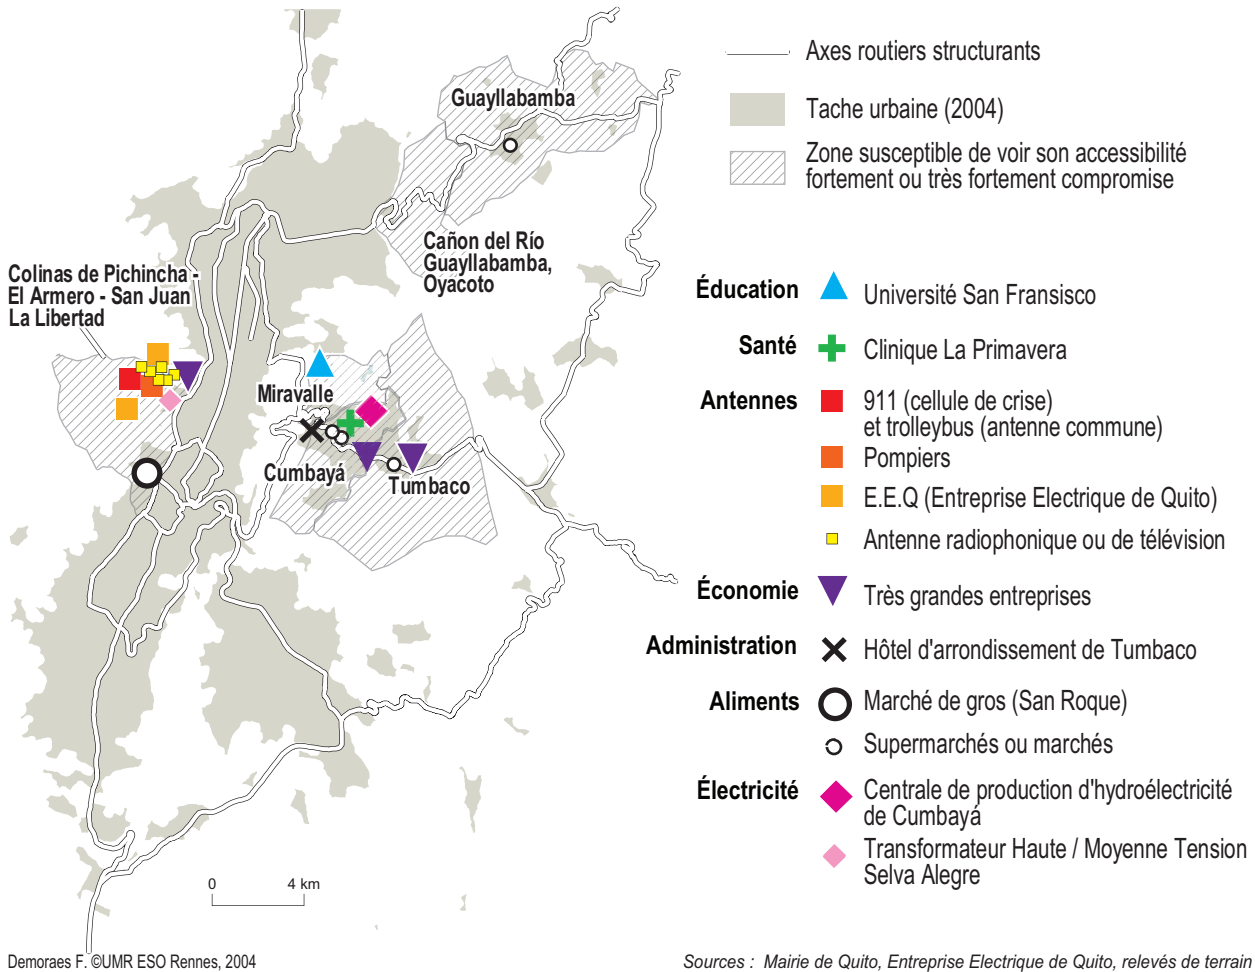 Guayllabamba
Cañon del Río
Guayllabamba,
Oyacoto
Colinas de Pichincha -
El Armero - San Juan
La Libertad
Miravalle
Cumbayá
Tumbaco
0 4 km
Axes routiers structurants
Tache urbaine (2004)
Zone susceptible de voir son accessibilité
fortement ou très fortement compromise
Éducation
Université San Fransisco
Santé
Clinique La Primavera
Antennes
911 (cellule de crise)
et trolleybus (antenne commune)
Pompiers
E.E.Q (Entreprise Electrique de Quito)
Antenne radiophonique ou de télévision
Économie
Très grandes entreprises
Administration
Hôtel d'arrondissement de Tumbaco
Aliments
Marché de gros (San Roque)
Supermarchés ou marchés
Électricité
Centrale de production d'hydroélectricité
de Cumbayá
Transformateur Haute / Moyenne Tension
Selva Alegre
Demoraes F. ©UMR ESO Rennes, 2004
Sources : Mairie de Quito, Entreprise Electrique de Quito, relevés de terrain